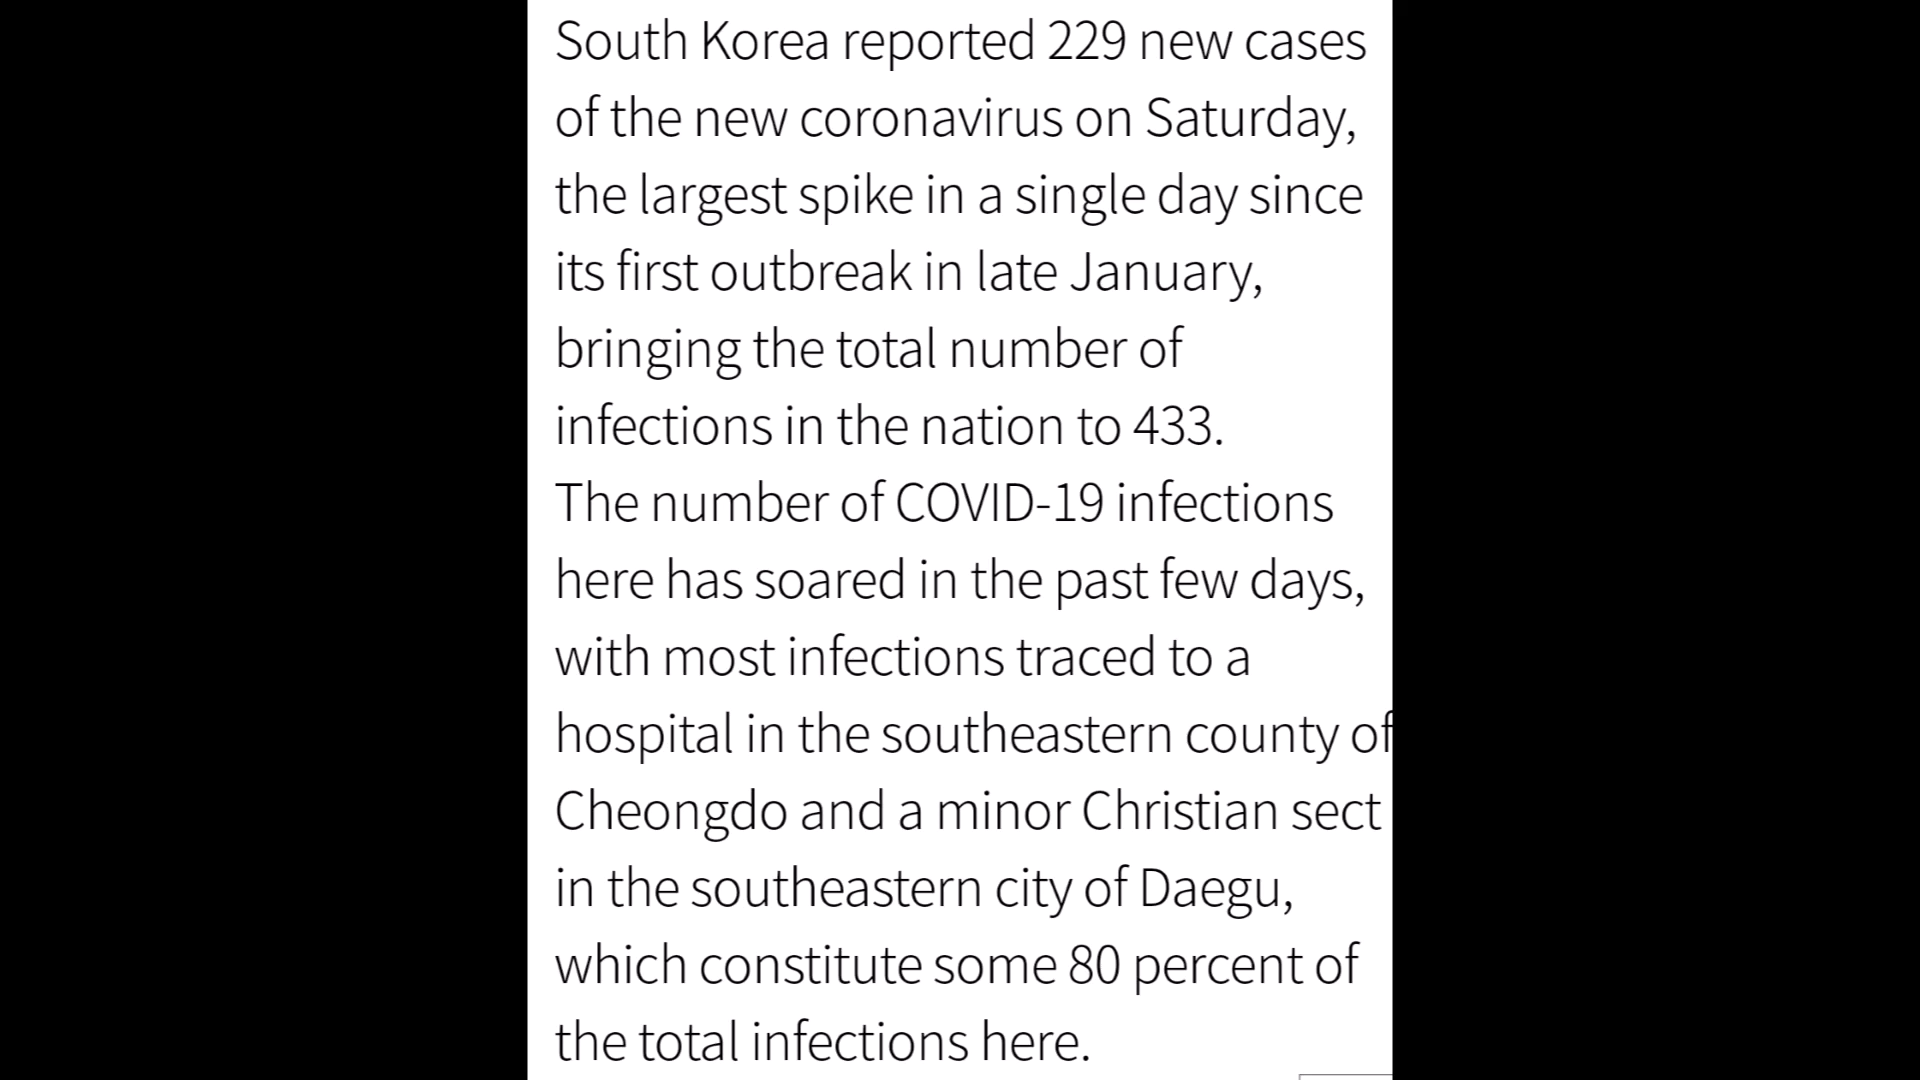 South Korea reported 229 new cases
of the new coronavirus on Saturday,
the largest spike in a single day since
its first outbreak in late January,
bringing the total number of
infections in the nation to 433.
The number of COVID-19 infections
here has soared in the past few days,
with most infections traced to a
hospital in the southeastern county of
Cheongdo and a minor Christian sect
in the southeastern city of Daegu,
which constitute some 80 percent of
the total infections here.